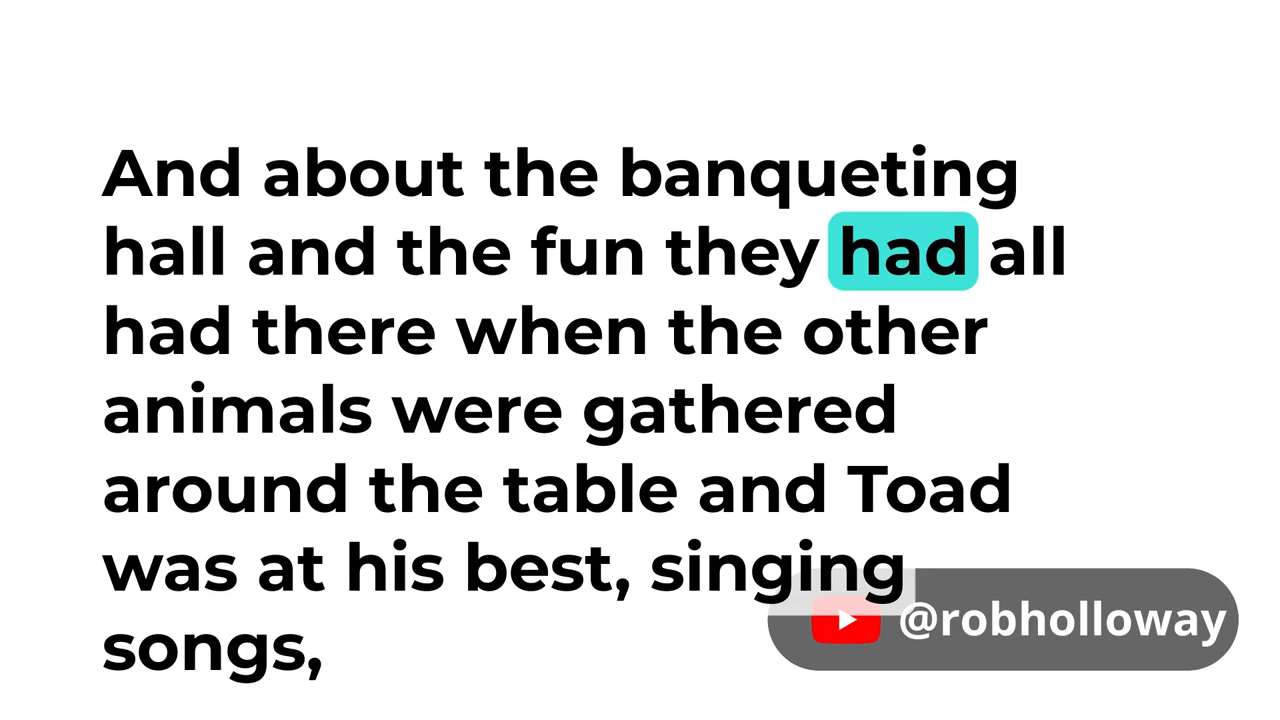 And about the banqueting
hall and the fun they had all
had there when the other
animals were gathered
around the table and Toad
was at his best, singing
songs,
@robholloway